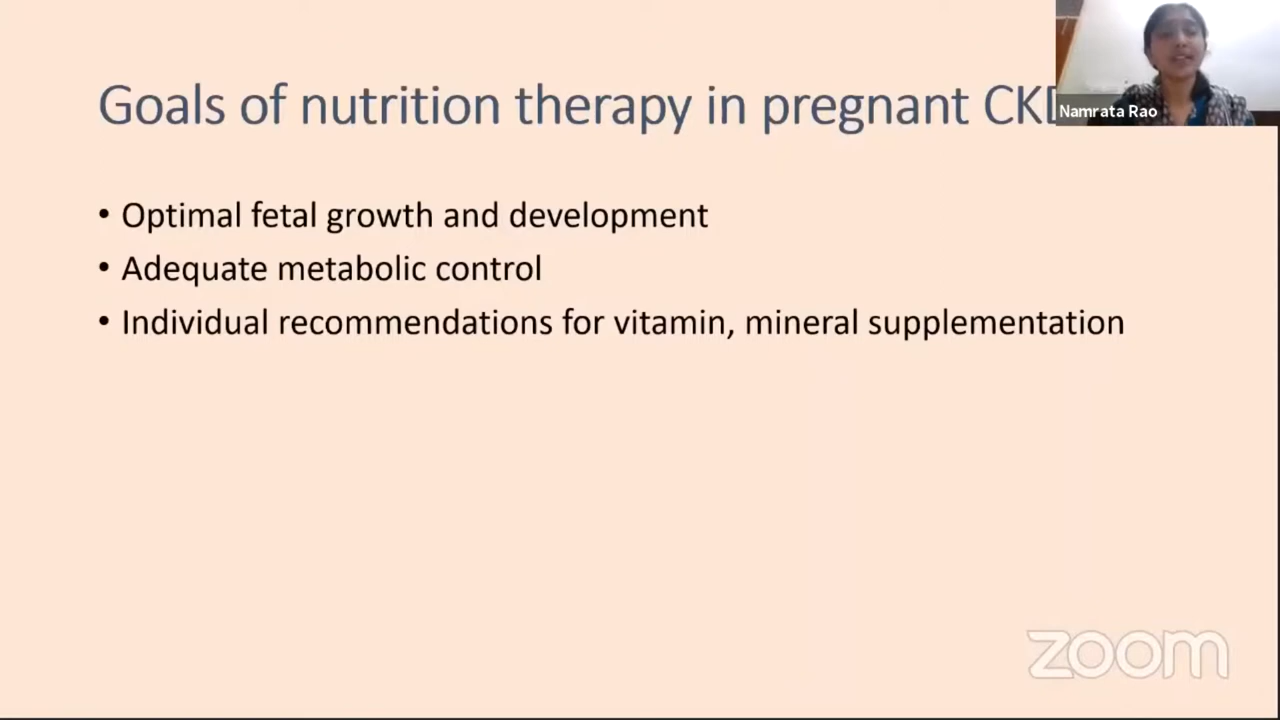 Goals of nutrition therapy in pregnant CKD
Namrata Rao
• Optimal fetal growth and development
• Adequate metabolic control
• Individual recommendations for vitamin, mineral supplementation
zoom